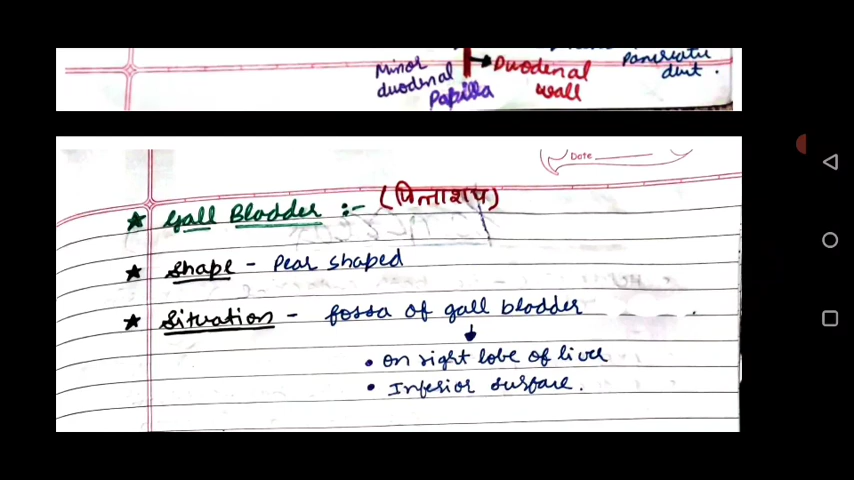 Pancreatic
Minor → Duodenal duct.
duodenal wall
Papilla
Date
★ Gall Bladder :- (पित्ताशय)
★ Shape - Pear shaped
★ Situation - fossa of gall bladder
↓
• On right lobe of liver
• Inferior surface.